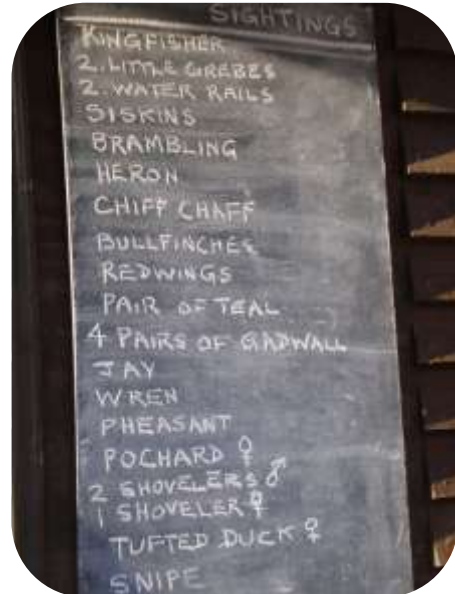 SIGHTINGS
KINGFISHER
2. LITTLE GREBES
2. WATER RAILS
SISKINS
BRAMBLING
HERON
CHIFF CHAFF
BULLFINCHES
REDWINGS
PAIR OF TEAL
4 PAIRS OF GADWALL
JAY
WREN
PHEASANT
POCHARD ♀
2 SHOVELERS ♂
1 SHOVELER ♀
TUFTED DUCK ♀
SNIPE